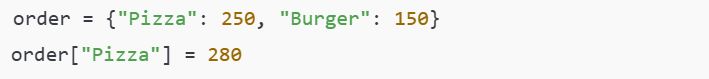 order = {"Pizza": 250, "Burger": 150}
order["Pizza"] = 280